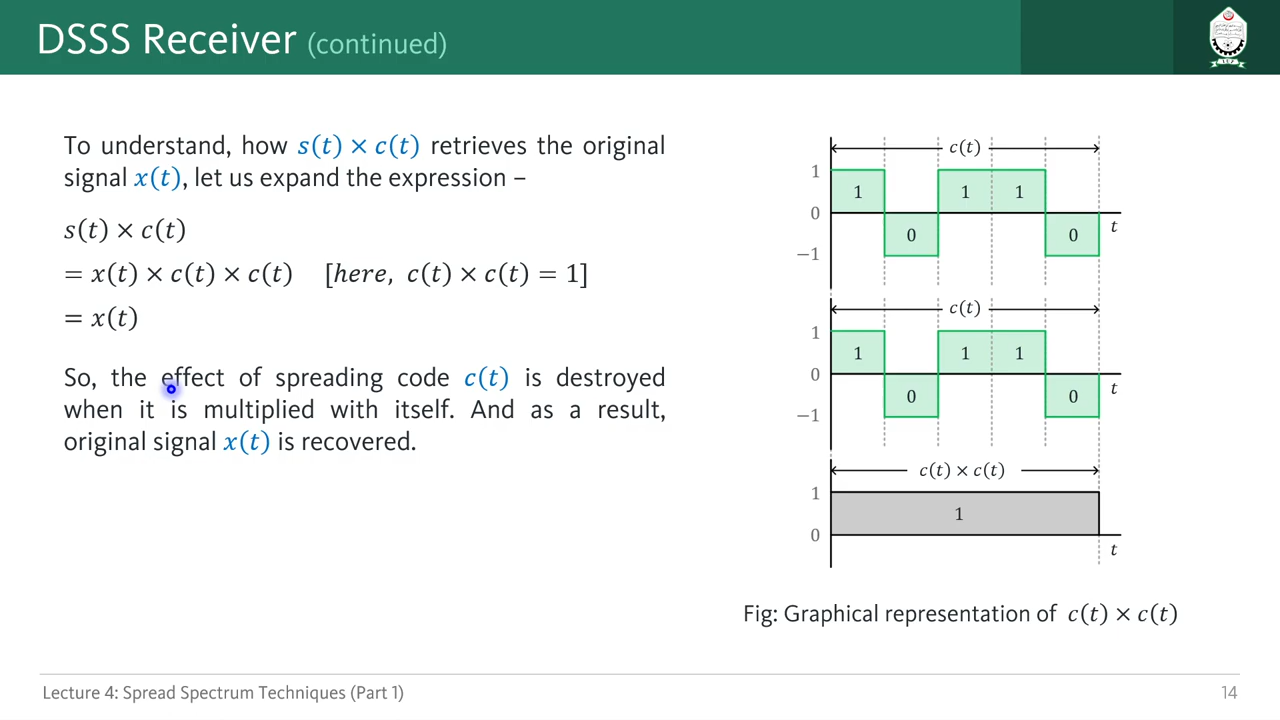 DSSS Receiver (continued)
To understand, how s(t) × c(t) retrieves the original
signal x(t), let us expand the expression –
s(t) × c(t)
= x(t) × c(t) × c(t) [here, c(t) × c(t) = 1]
= x(t)
So, the effect of spreading code c(t) is destroyed
when it is multiplied with itself. And as a result,
original signal x(t) is recovered.
c(t)
1
1 1 1
0
0 0 t
−1
c(t)
1
1 1 1
0
0 0 t
−1
c(t) × c(t)
1
1
0
t
Fig: Graphical representation of c(t) × c(t)
Lecture 4: Spread Spectrum Techniques (Part 1) 14